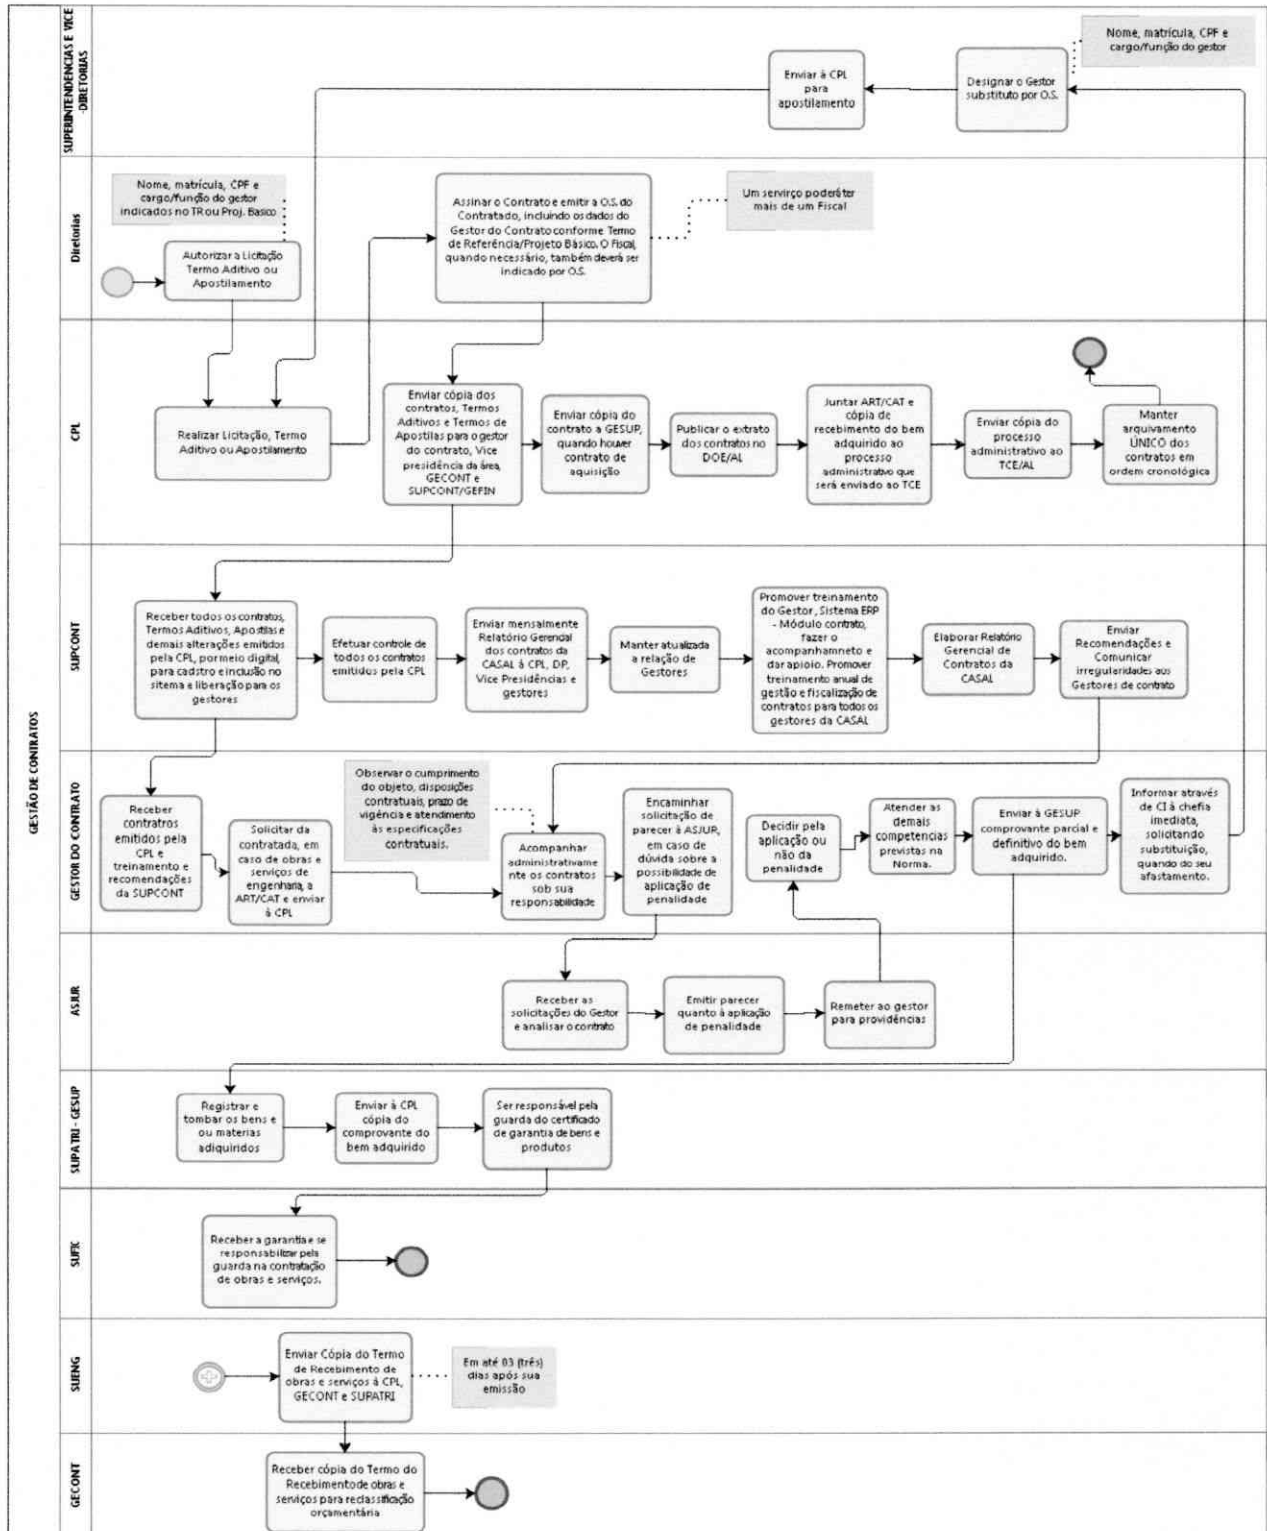 GESTÃO DE CONTRATOS
SUPERINTENDENCIAS E VICE
-DIRETORIAS
Enviar à CPL
para
apostilamento
Designar o Gestor
substituto por O.S.
Nome, matrícula, CPF e
cargo/função do gestor
Diretorias
Nome, matrícula, CPF e
cargo/função do gestor
indicados no TR ou Proj. Basico
Autorizar a Licitação
Termo Aditivo ou
Apostilamento
Assinar o Contrato e emitir a O.S. do
Contratado, incluindo os dados do
Gestor do Contrato conforme Termo
de Referência/Projeto Básico. O Fiscal,
quando necessário, também deverá ser
indicado por O.S.
Um servirço poderáter
mais de um Fiscal
CPL
Realizar Licitação, Termo
Aditivo ou Apostilamento
Enviar cópia dos
contratos, Termos
Aditivos e Termos de
Apostilas para o gestor
do contrato, Vice
presidência da área,
GECONT e
SUPCONT/GEFIN
Enviar cópia do
contrato a GESUP,
quando houver
contrato de
aquisição
Publicar o extrato
dos contratos no
DOE/AL
Juntar ART/CAT e
cópia de
recebimento do bem
adquirido ao
processo
administrativo que
será enviado ao TCE
Enviar cópia do
processo
administrativo ao
TCE/AL
Manter
arquivamento
ÚNICO dos
contratos em
ordem cronológica
SUPCONT
Receber todos os contratos,
Termos Aditivos, Apostilas e
demais alterações emitidos
pela CPL, por meio digital,
para cadstro e inclusão no
sitema e liberação para os
gestores
Efetuar controle de
todos os contratos
emitidos pela CPL
Enviar mensalmente
Relatório Gerencial
dos contratos da
CASAL à CPL, DP,
Vice Presidências e
gestores
Manter atualizada
a relação de
Gestores
Promover treinamento
do Gestor, Sistema ERP
- Módulo contrato,
fazer o
acompanhamneto e
dar apioio. Promover
treinamento anual de
gestão e fiscalização de
contratos para todos os
gestores da CASAL
Elaborar Relatório
Gerencial de
Contratos da
CASAL
Enviar
Recomendações e
Comunicar
irregularidades aos
Gestores de contrato
GESTOR DO CONTRATO
Receber
contratros
emitidos pela
CPL e
treinamento e
recomendações
da SUPCONT
Solicitar da
contratada, em
caso de obras e
serviços de
engenharia, a
ART/CAT e enviar
à CPL
Observar o cumprimento
do objeto, disposições
contratuais, prazo de
vigência e atendimento
às especificações
contratuais.
Acompanhar
administrativame
nte os contratos
sob sua
responsabilidade
Encaminhar
solicitação de
parecer à ASJUR,
em caso de
dúvida sobre a
possibilidade de
aplicação de
penalidade
Decidir pela
aplicação ou
não da
penalidade
Atender as
demais
competencias
previstas na
Norma.
Enviar à GESUP
comprovante parcial e
definitivo do bem
adquirido.
Informar através
de CI à chefia
imediata,
solicitando
substituição,
quando do seu
afastamento.
ASJUR
Receber as
solicitações do Gestor
e analisar o contrato
Emitir parecer
quanto à aplicação
de penalidade
Remeter ao gestor
para providências
SUPATRI - GESUP
Registrar e
tombar os bens e
ou materias
adiquiridos
Enviar à CPL
cópia do
comprovante do
bem adquirido
Ser responsável pela
guarda do certificado
de garantia de bens e
produtos
Receber a garantia e se
responsabilizar pela
guarda na contratação
de obras e serviços.
SUENG
Enviar Cópia do Termo
de Recebimento de
obras e serviços à CPL,
GECONT e SUPATRI
Em até 03 (três)
dias após sua
emissão
GECONT
Receber cópia do Termo do
Recebimento de obras e
serviços para reclassificação
orçamentária